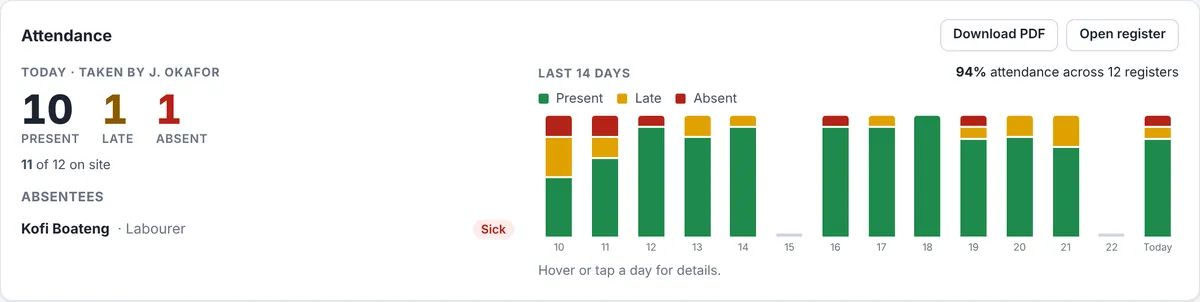 Attendance
Download PDF
Open register
TODAY · TAKEN BY J. OKAFOR
10 1 1
PRESENT LATE ABSENT
11 of 12 on site
ABSENTEES
Kofi Boateng · Labourer
Sick
LAST 14 DAYS
94% attendance across 12 registers
Present Late Absent
10 11 12 13 14 15 16 17 18 19 20 21 22 Today
Hover or tap a day for details.